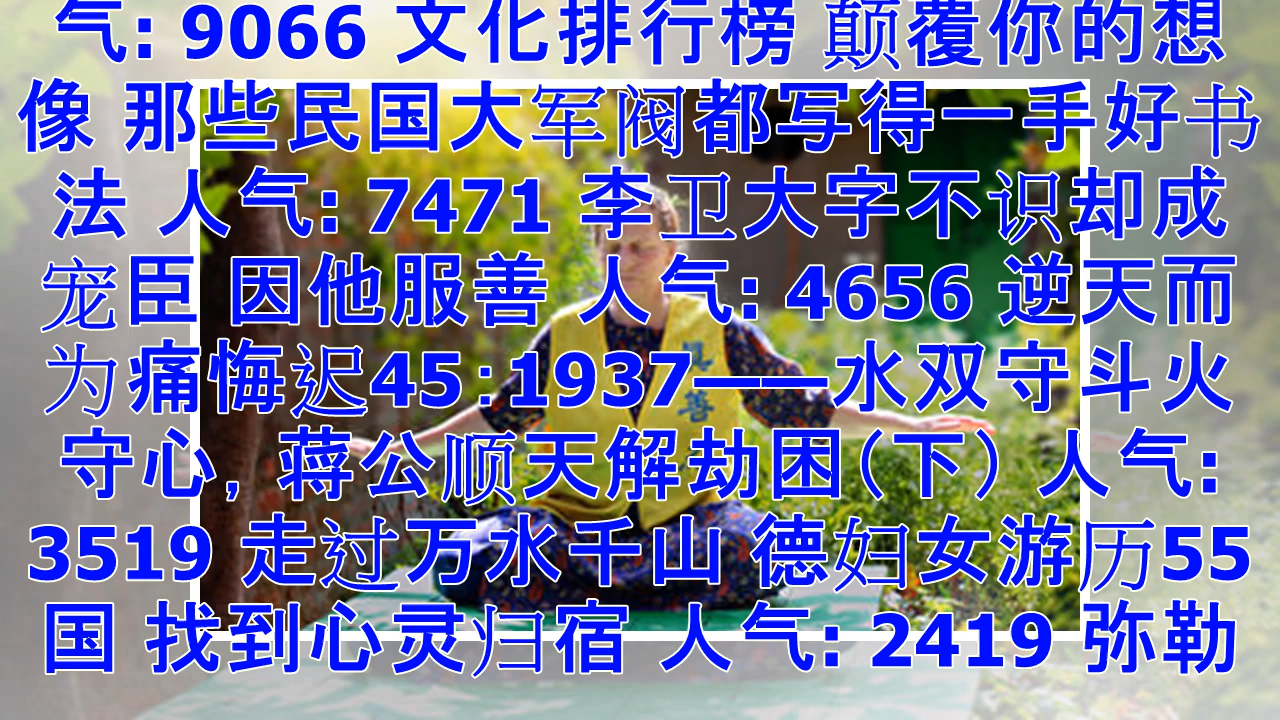 气: 9066 文化排行榜 颠覆你的想
像 那些民国大军阀都写得一手好书
法 人气: 7471 李卫大字不识却成
宠臣 因他服善 人气: 4656 逆天而
为痛悔迟45:1937——水双守斗火
守心，蒋公顺天解劫困(下) 人气:
3519 走过万水千山 德妇女游历55
国 找到心灵归宿 人气: 2419 弥勒